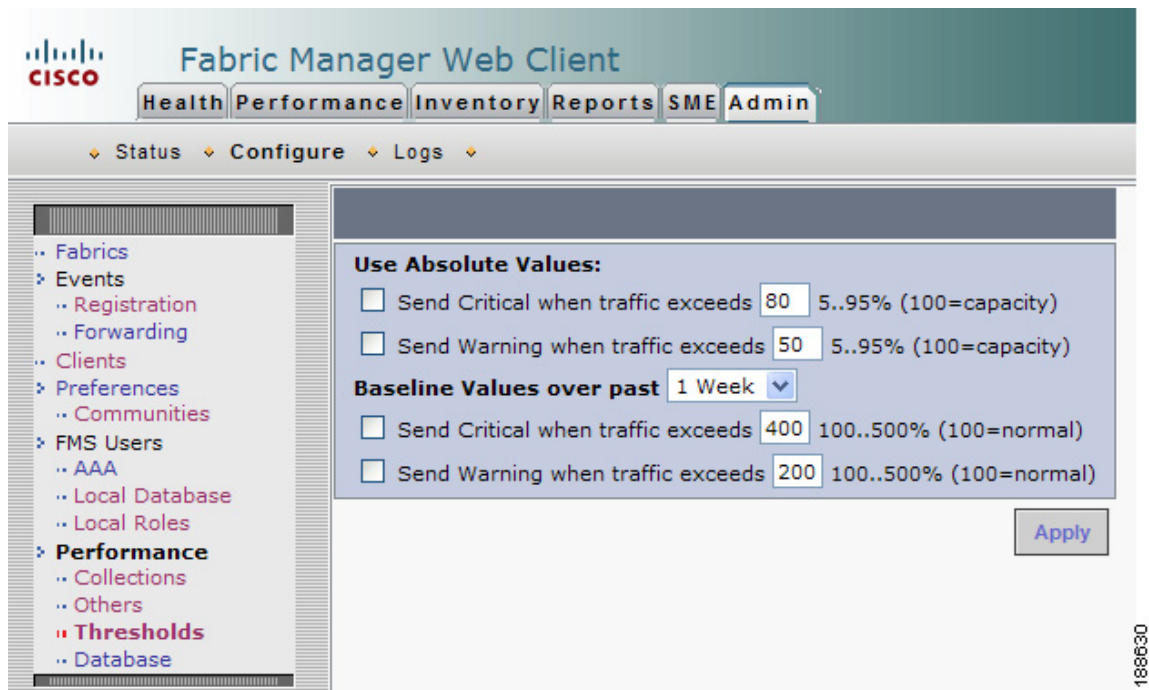 CISCO
Fabric Manager Web Client
Health Performance Inventory Reports SME Admin
Status Configure Logs
Fabrics
Events
Registration
Forwarding
Clients
Preferences
Communities
FMS Users
AAA
Local Database
Local Roles
Performance
Collections
Others
Thresholds
Database
Use Absolute Values:
Send Critical when traffic exceeds 80 5..95% (100=capacity)
Send Warning when traffic exceeds 50 5..95% (100=capacity)
Baseline Values over past 1 Week
Send Critical when traffic exceeds 400 100..500% (100=normal)
Send Warning when traffic exceeds 200 100..500% (100=normal)
Apply
188630